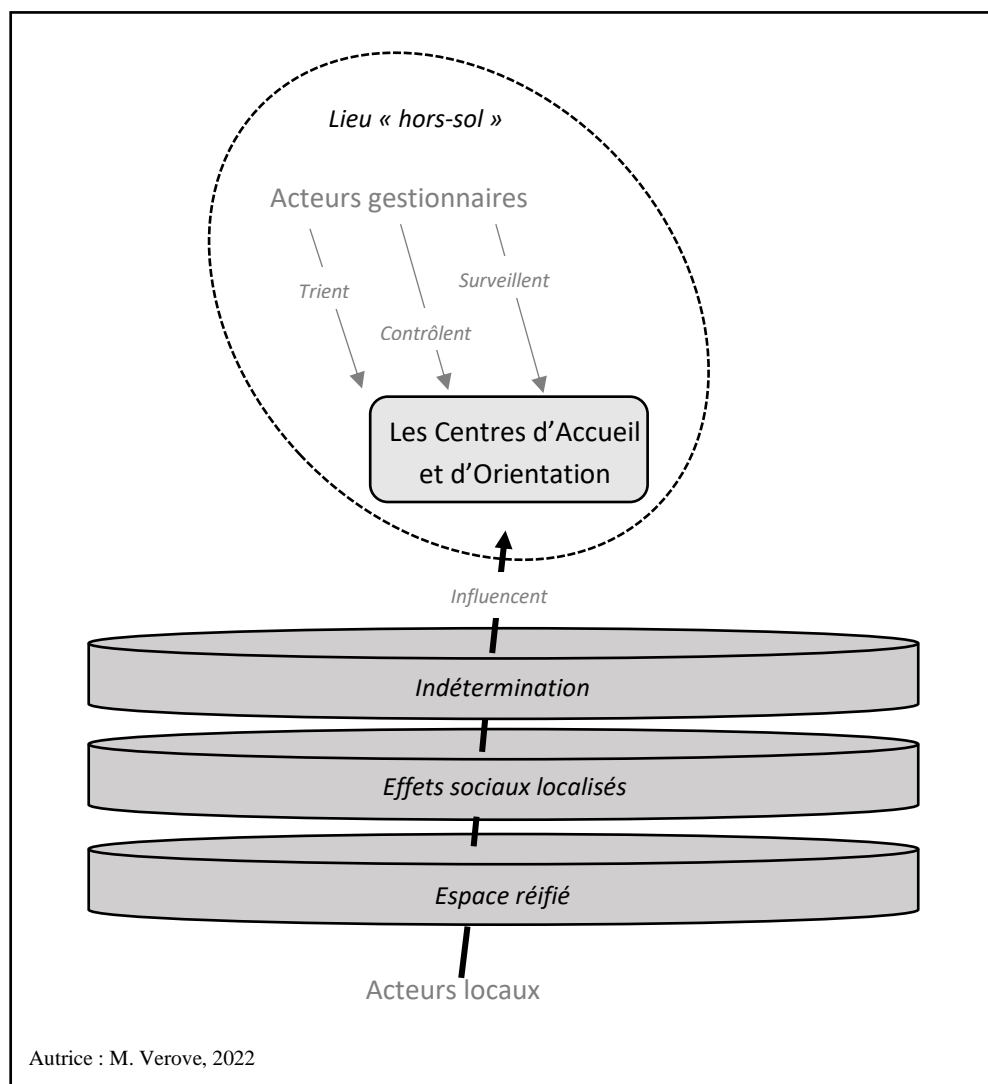 Lieu « hors-sol »
Acteurs gestionnaires
Trient
Surveillent
Contrôlent
Les Centres d’Accueil
et d’Orientation
Influencent
Indétermination
Effets sociaux localisés
Espace réifié
Acteurs locaux
Autrice : M. Verove, 2022